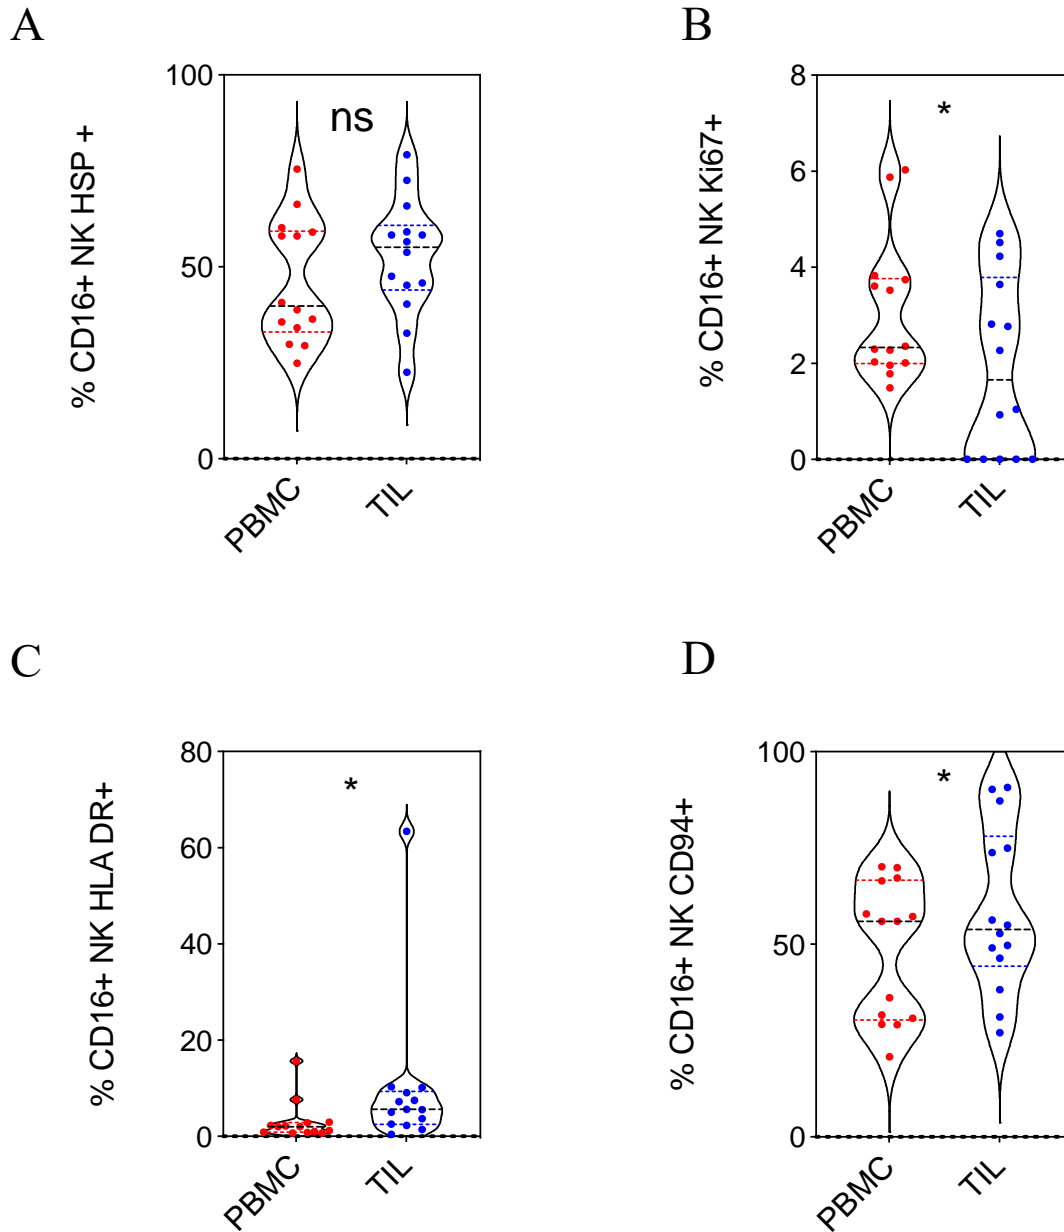 A
% CD16+ NK HSP +
100
50
0
ns
PBMC
TIL
B
% CD16+ NK Ki67+
8
6
4
2
0
*
PBMC
TIL
C
% CD16+ NK HLA DR+
80
60
40
20
0
*
PBMC
TIL
D
% CD16+ NK CD94+
100
50
0
*
PBMC
TIL